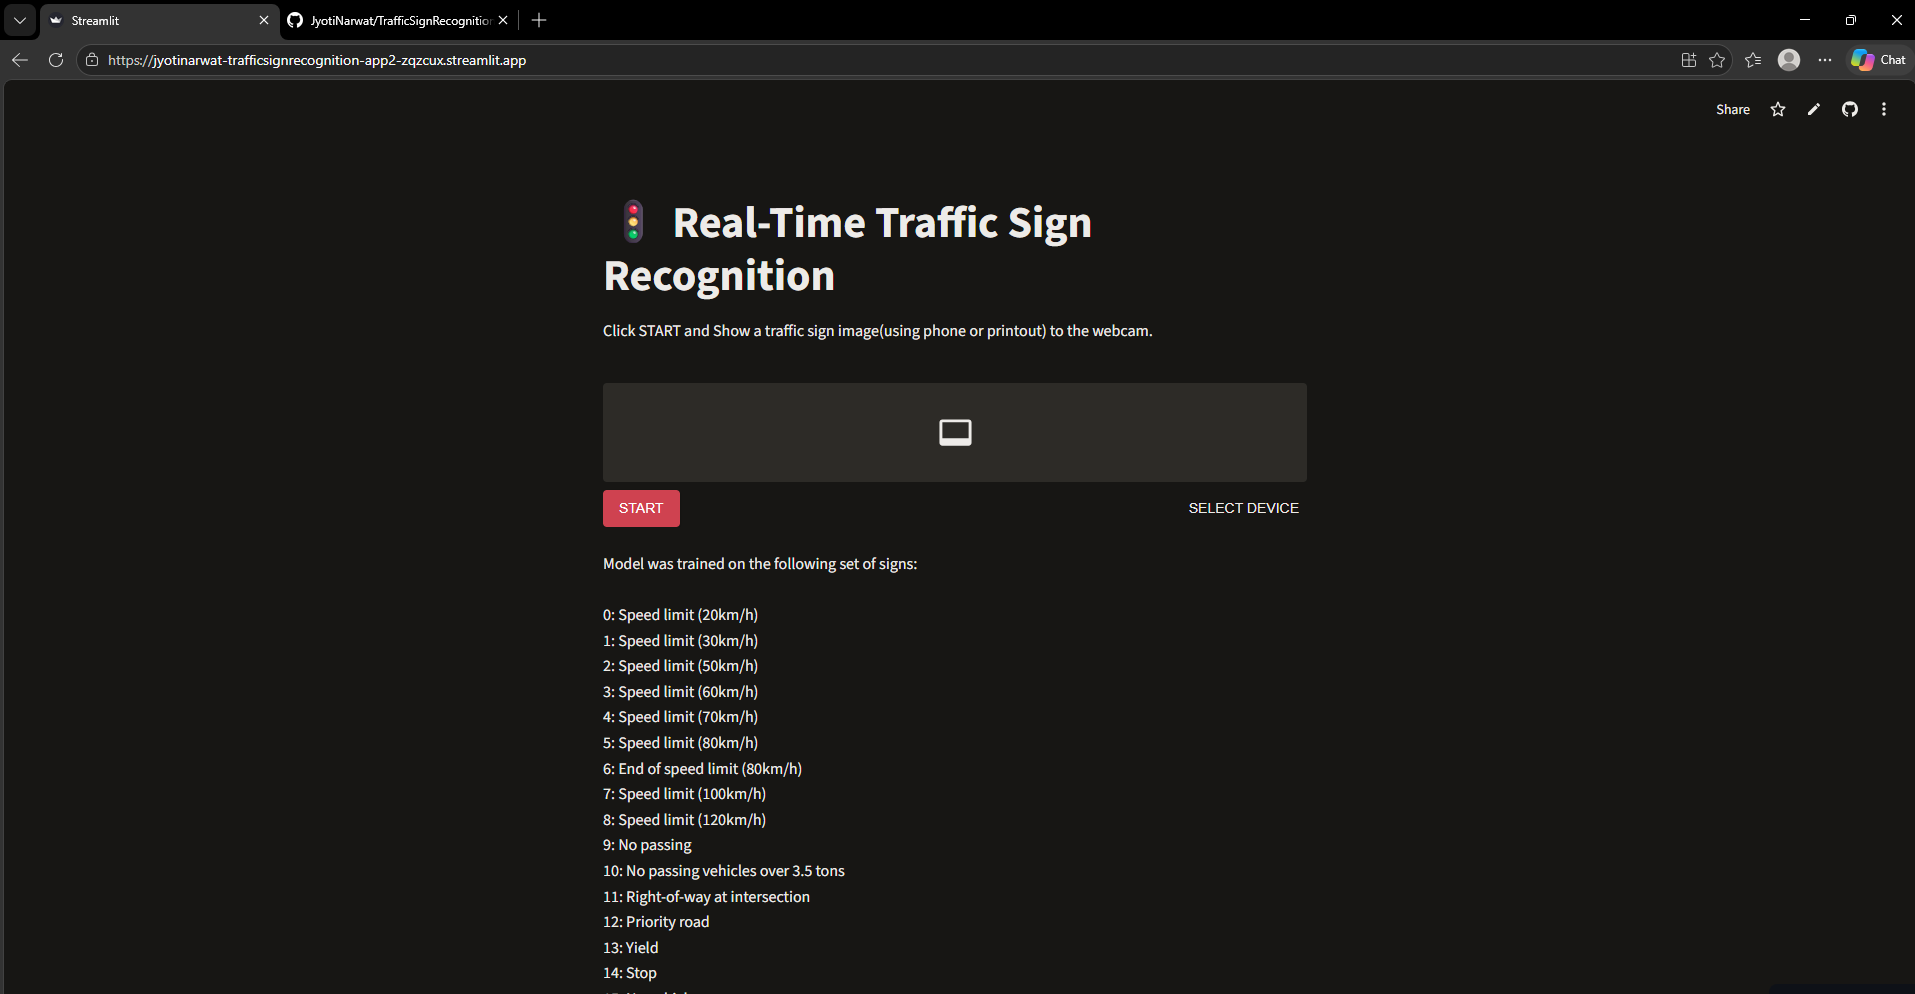 Streamlit
JyotiNarwat/TrafficSignRecognition
https://jyotinarwat-trafficsignrecognition-app2-zqzcux.streamlit.app
Chat
Share
Real-Time Traffic Sign
Recognition
Click START and Show a traffic sign image(using phone or printout) to the webcam.
START
SELECT DEVICE
Model was trained on the following set of signs:
0: Speed limit (20km/h)
1: Speed limit (30km/h)
2: Speed limit (50km/h)
3: Speed limit (60km/h)
4: Speed limit (70km/h)
5: Speed limit (80km/h)
6: End of speed limit (80km/h)
7: Speed limit (100km/h)
8: Speed limit (120km/h)
9: No passing
10: No passing vehicles over 3.5 tons
11: Right-of-way at intersection
12: Priority road
13: Yield
14: Stop